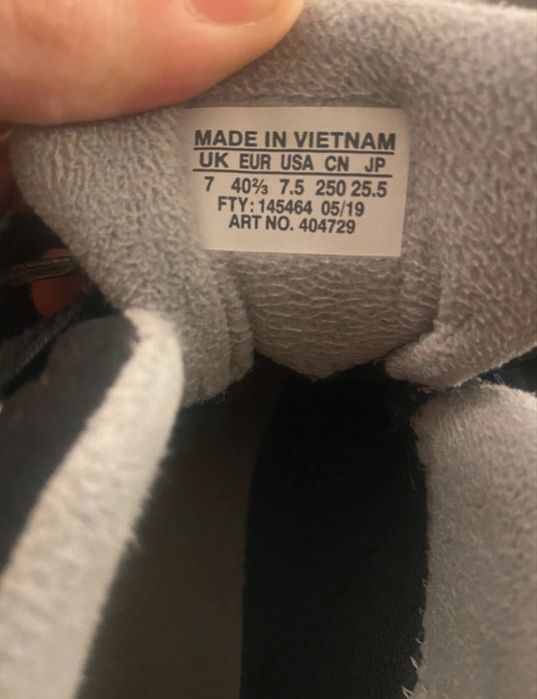 MADE IN VIETNAM
UK EUR USA CN JP
7 40⅔ 7.5 250 25.5
FTY: 145464 05/19
ART NO. 404729